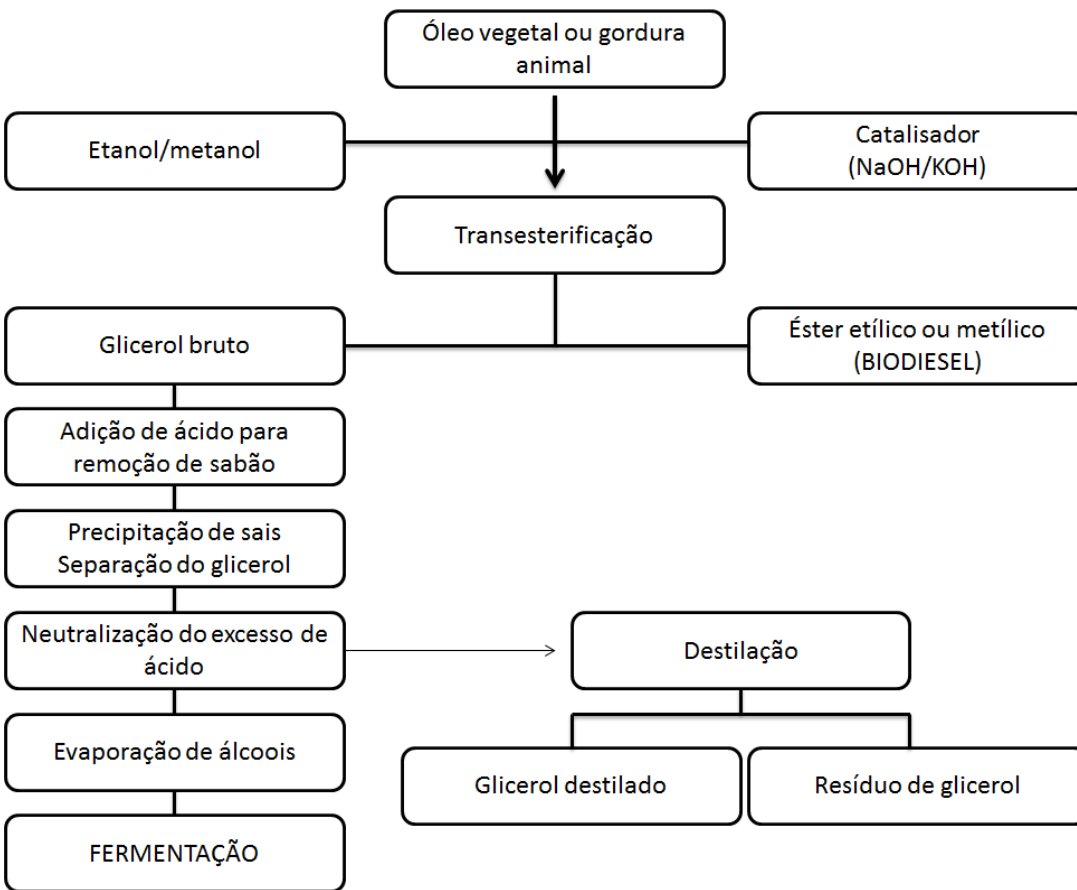 Óleo vegetal ou gordura
animal
Etanol/metanol
Catalisador
(NaOH/KOH)
Transesterificação
Glicerol bruto
Éster etílico ou metílico
(BIODIESEL)
Adição de ácido para
remoção de sabão
Precipitação de sais
Separação do glicerol
Neutralização do excesso de
ácido
Destilação
Evaporação de álcoois
Glicerol destilado
Resíduo de glicerol
FERMENTAÇÃO